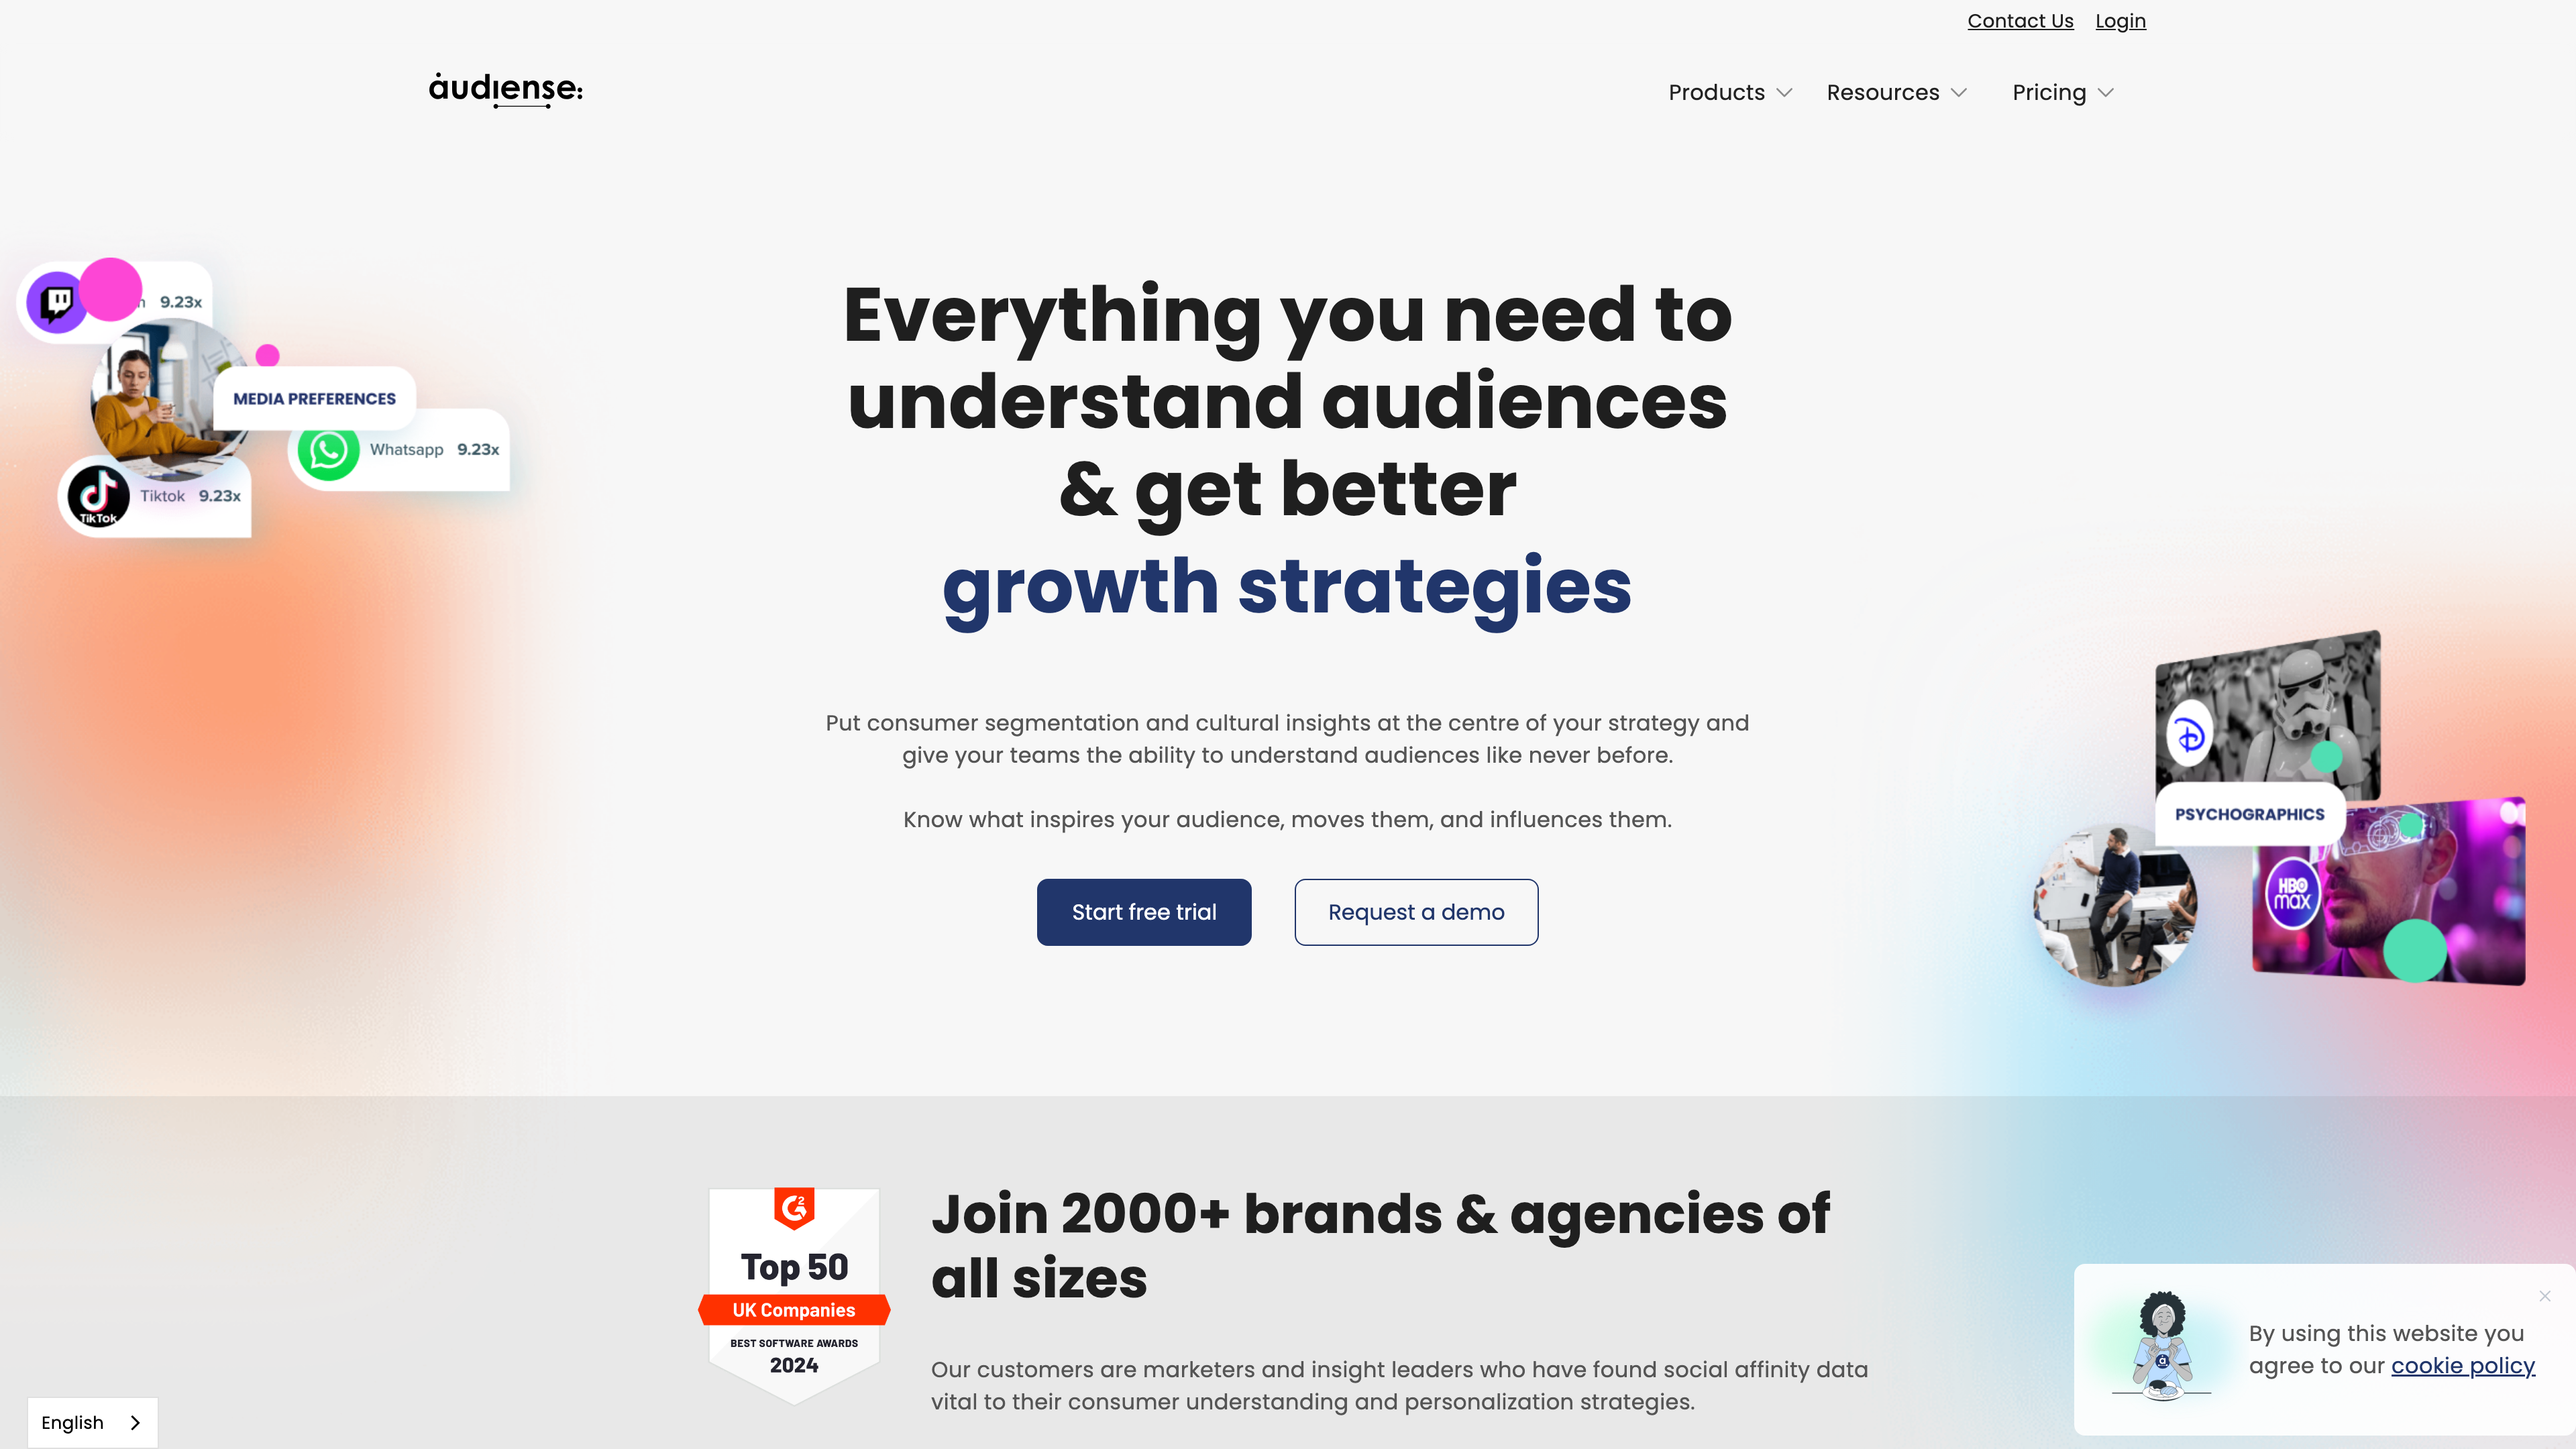 Contact Us Login
audiense:
Products Resources Pricing
9.23x
MEDIA PREFERENCES
Whatsapp 9.23x
Tiktok 9.23x
TikTok
Everything you need to
understand audiences
& get better
growth strategies
Put consumer segmentation and cultural insights at the centre of your strategy and
give your teams the ability to understand audiences like never before.
Know what inspires your audience, moves them, and influences them.
Start free trial Request a demo
PSYCHOGRAPHICS
HBO
max
G2
Top 50
UK Companies
BEST SOFTWARE AWARDS
2024
Join 2000+ brands & agencies of
all sizes
Our customers are marketers and insight leaders who have found social affinity data
vital to their consumer understanding and personalization strategies.
By using this website you
agree to our cookie policy
English